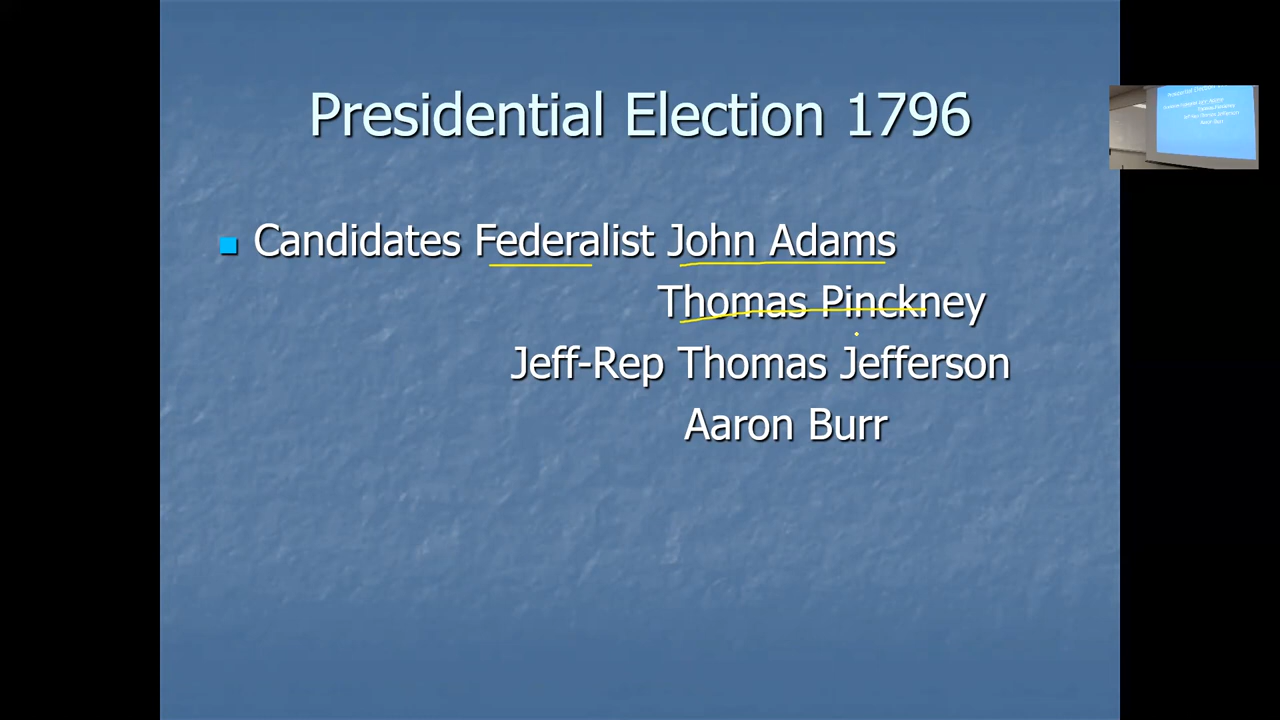 Presidential Election 1796
Candidates Federalist John Adams
Thomas Pinckney
Jeff-Rep Thomas Jefferson
Aaron Burr